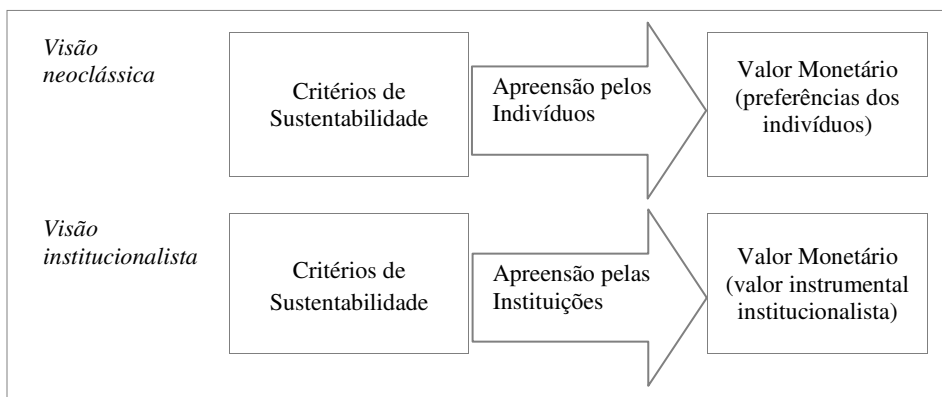 Visão
neoclássica
Critérios de
Sustentabilidade
Apreensão pelos
Indivíduos
Valor Monetário
(preferências dos
indivíduos)
Visão
institucionalista
Critérios de
Sustentabilidade
Apreensão pelas
Instituições
Valor Monetário
(valor instrumental
institucionalista)